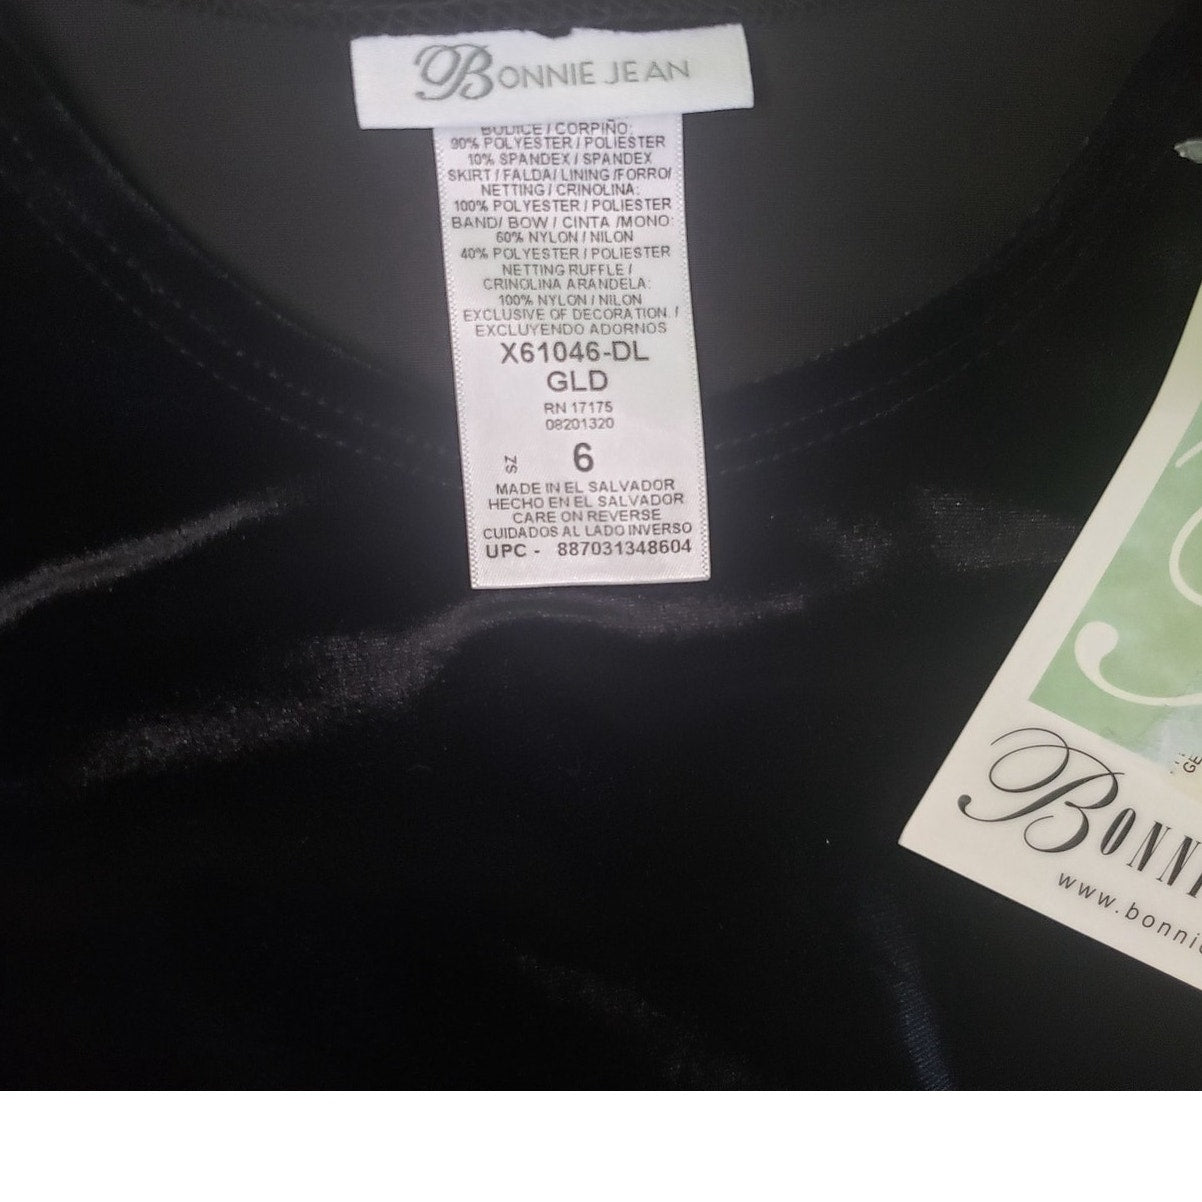 BONNIE JEAN
BODICE / CORPIÑO:
90% POLYESTER / POLIESTER
10% SPANDEX / SPANDEX
SKIRT / FALDA / LINING /FORRO/
NETTING / CRINOLINA:
100% POLYESTER / POLIESTER
BAND/ BOW / CINTA /MONO:
60% NYLON / NILON
40% POLYESTER / POLIESTER
NETTING RUFFLE /
CRINOLINA ARANDELA:
100% NYLON / NILON
EXCLUSIVE OF DECORATION. /
EXCLUYENDO ADORNOS
X61046-DL
GLD
RN 17175
08201320
SZ 6
MADE IN EL SALVADOR
HECHO EN EL SALVADOR
CARE ON REVERSE
CUIDADOS AL LADO INVERSO
UPC - 887031348604
GE
BONNI
www.bonnie